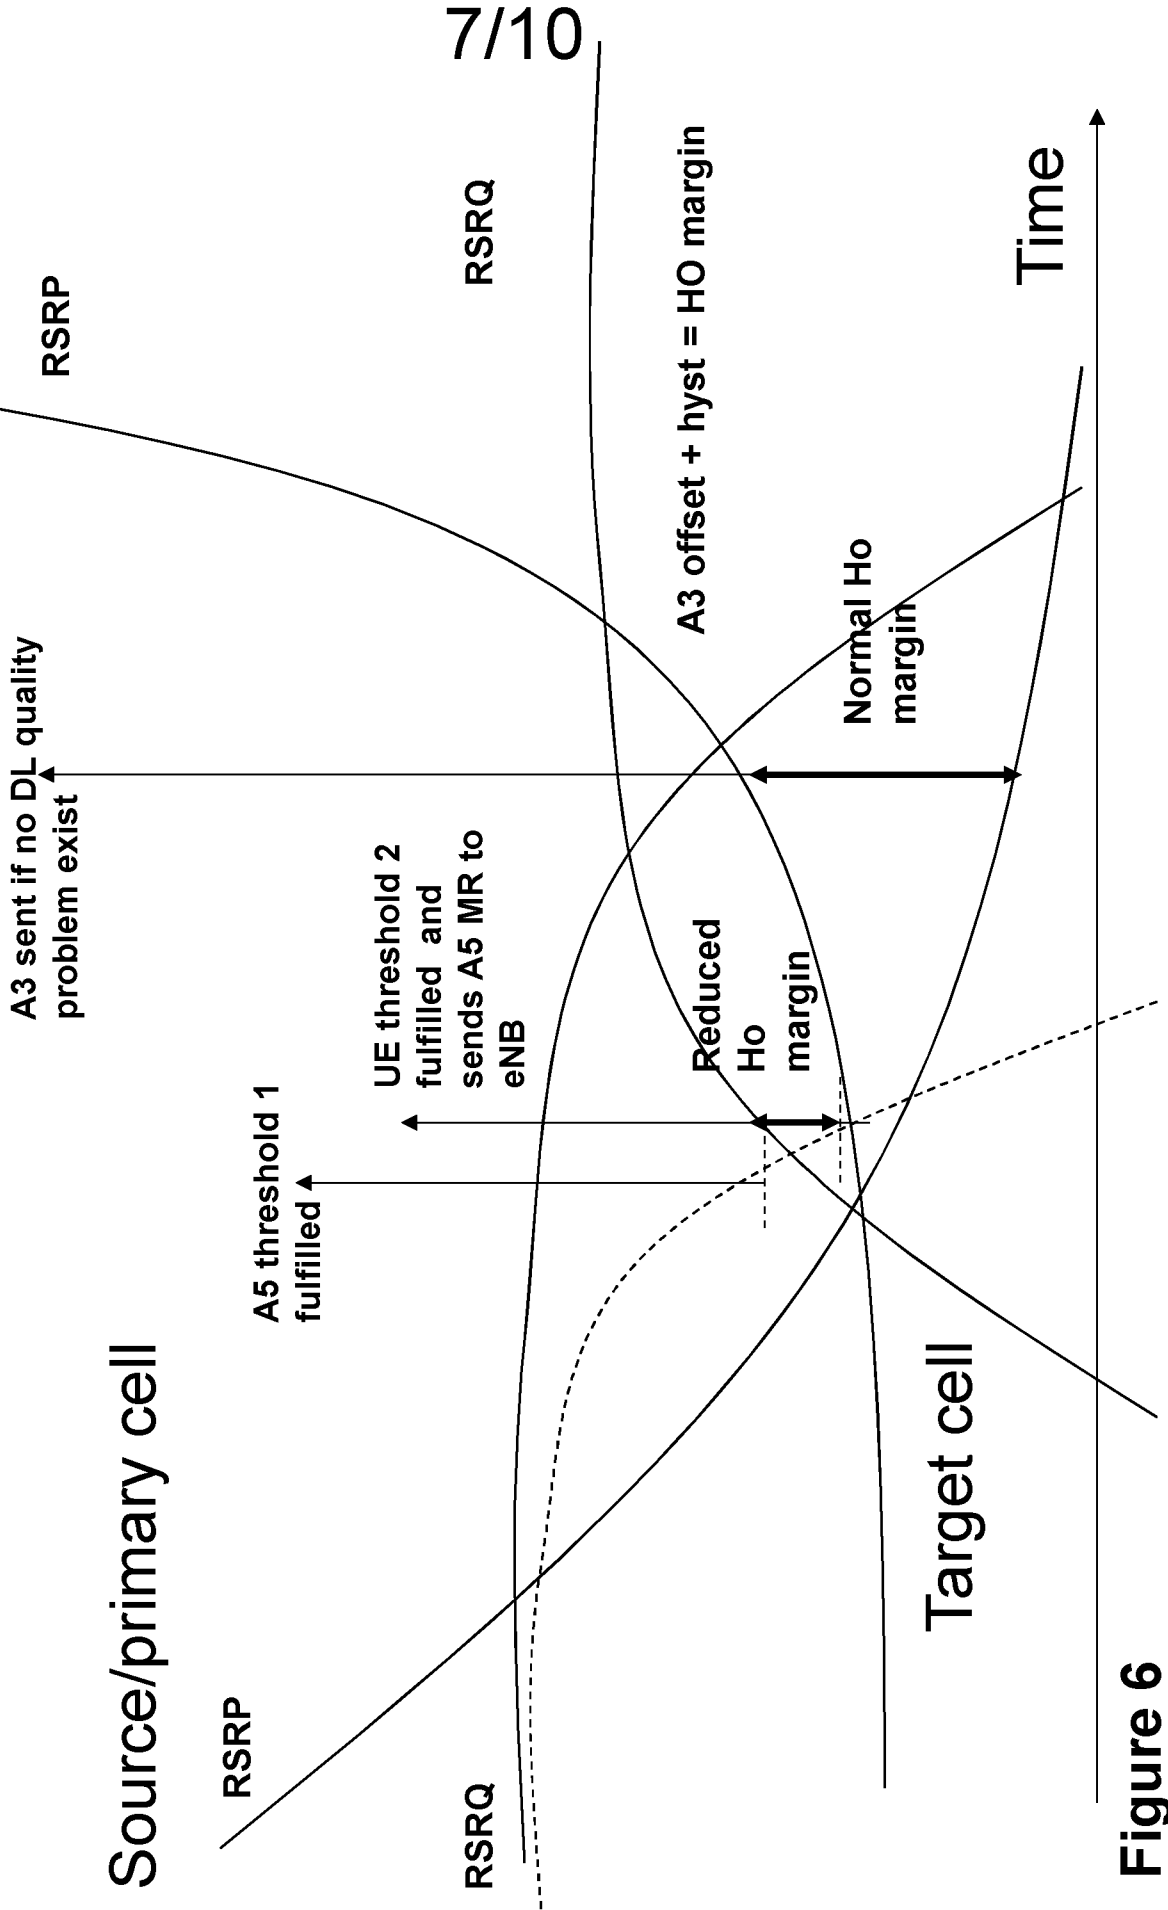 7/10
Source/primary cell
RSRP
RSRQ
A5 threshold 1
fulfilled
UE threshold 2
fulfilled and
sends A5 MR to
eNB
A3 sent if no DL quality
problem exist
RSRP
RSRQ
A3 offset + hyst = HO margin
Reduced
Ho
margin
Normal Ho
margin
Target cell
Time
Figure 6